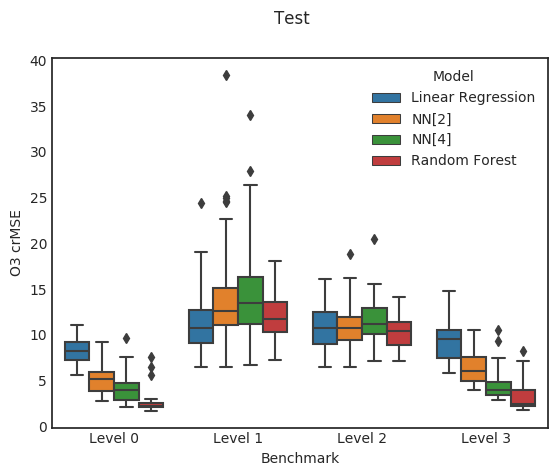 Test
O3 crMSE
40
35
30
25
20
15
10
5
0
Model
Linear Regression
NN[2]
NN[4]
Random Forest
Level 0
Level 1
Level 2
Level 3
Benchmark